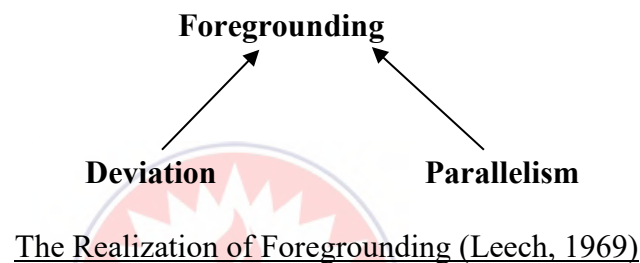 Foregrounding
Deviation Parallelism
The Realization of Foregrounding (Leech, 1969)